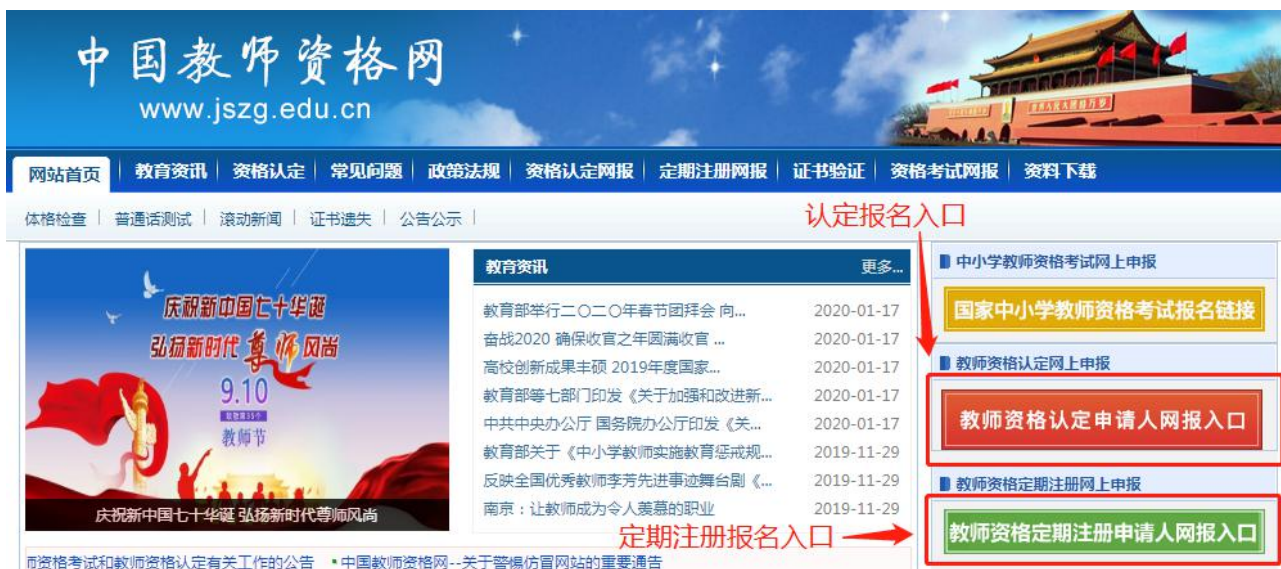 中国教师资格网
www.jszg.edu.cn
网站首页 教育资讯 资格认定 常见问题 政策法规 资格认定网报 定期注册网报 证书验证 资格考试网报 资料下载
体格检查 普通话测试 滚动新闻 证书遗失 公告公示
认定报名入口
庆祝新中国七十华诞
弘扬新时代尊师风尚
9.10
教师节
庆祝新中国七十华诞 弘扬新时代尊师风尚
教育资讯 更多...
教育部举行二〇二〇年春节团拜会 向... 2020-01-17
奋战2020 确保收官之年圆满收官 ... 2020-01-17
高校创新成果丰硕 2019年度国家... 2020-01-17
教育部等七部门印发《关于加强和改进新... 2020-01-17
中共中央办公厅 国务院办公厅印发《关... 2020-01-17
教育部关于《中小学教师实施教育惩戒规... 2019-11-29
反映全国优秀教师李芳先进事迹舞台剧《... 2019-11-29
南京：让教师成为令人羡慕的职业 2019-11-29
中小学教师资格考试网上申报
国家中小学教师资格考试报名链接
教师资格认定网上申报
教师资格认定申请人网报入口
教师资格定期注册网上申报
教师资格定期注册申请人网报入口
定期注册报名入口
资格考试和教师资格认定有关工作的公告 ▪中国教师资格网--关于警惕仿冒网站的重要通告